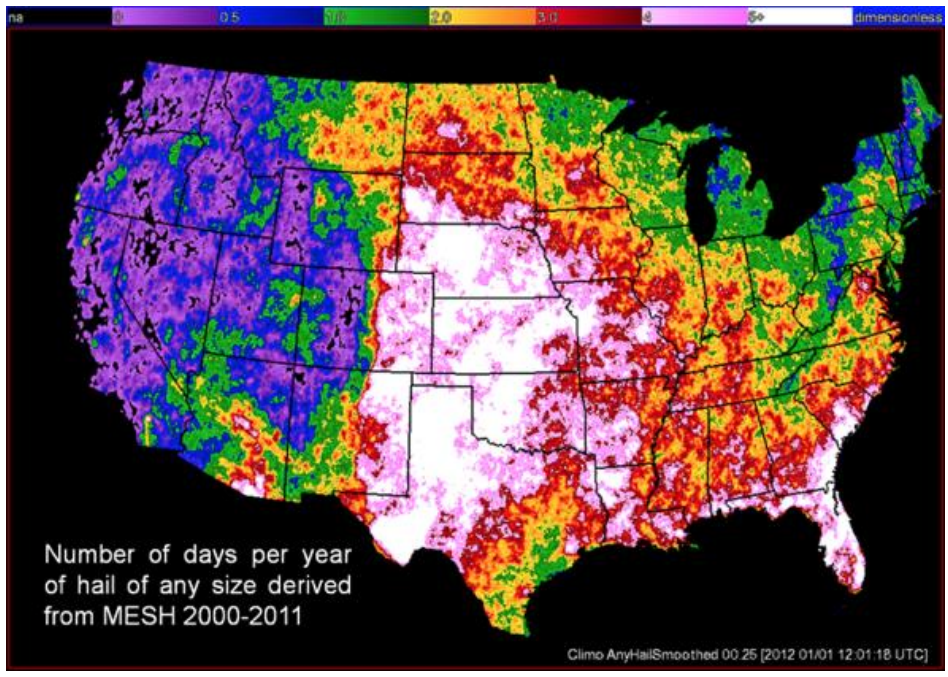 na 0 0.5 1.0 2.0 3.0 4 5+ dimensionless
Number of days per year
of hail of any size derived
from MESH 2000-2011
Climo AnyHailSmoothed 00.25 [2012 01/01 12:01:18 UTC]